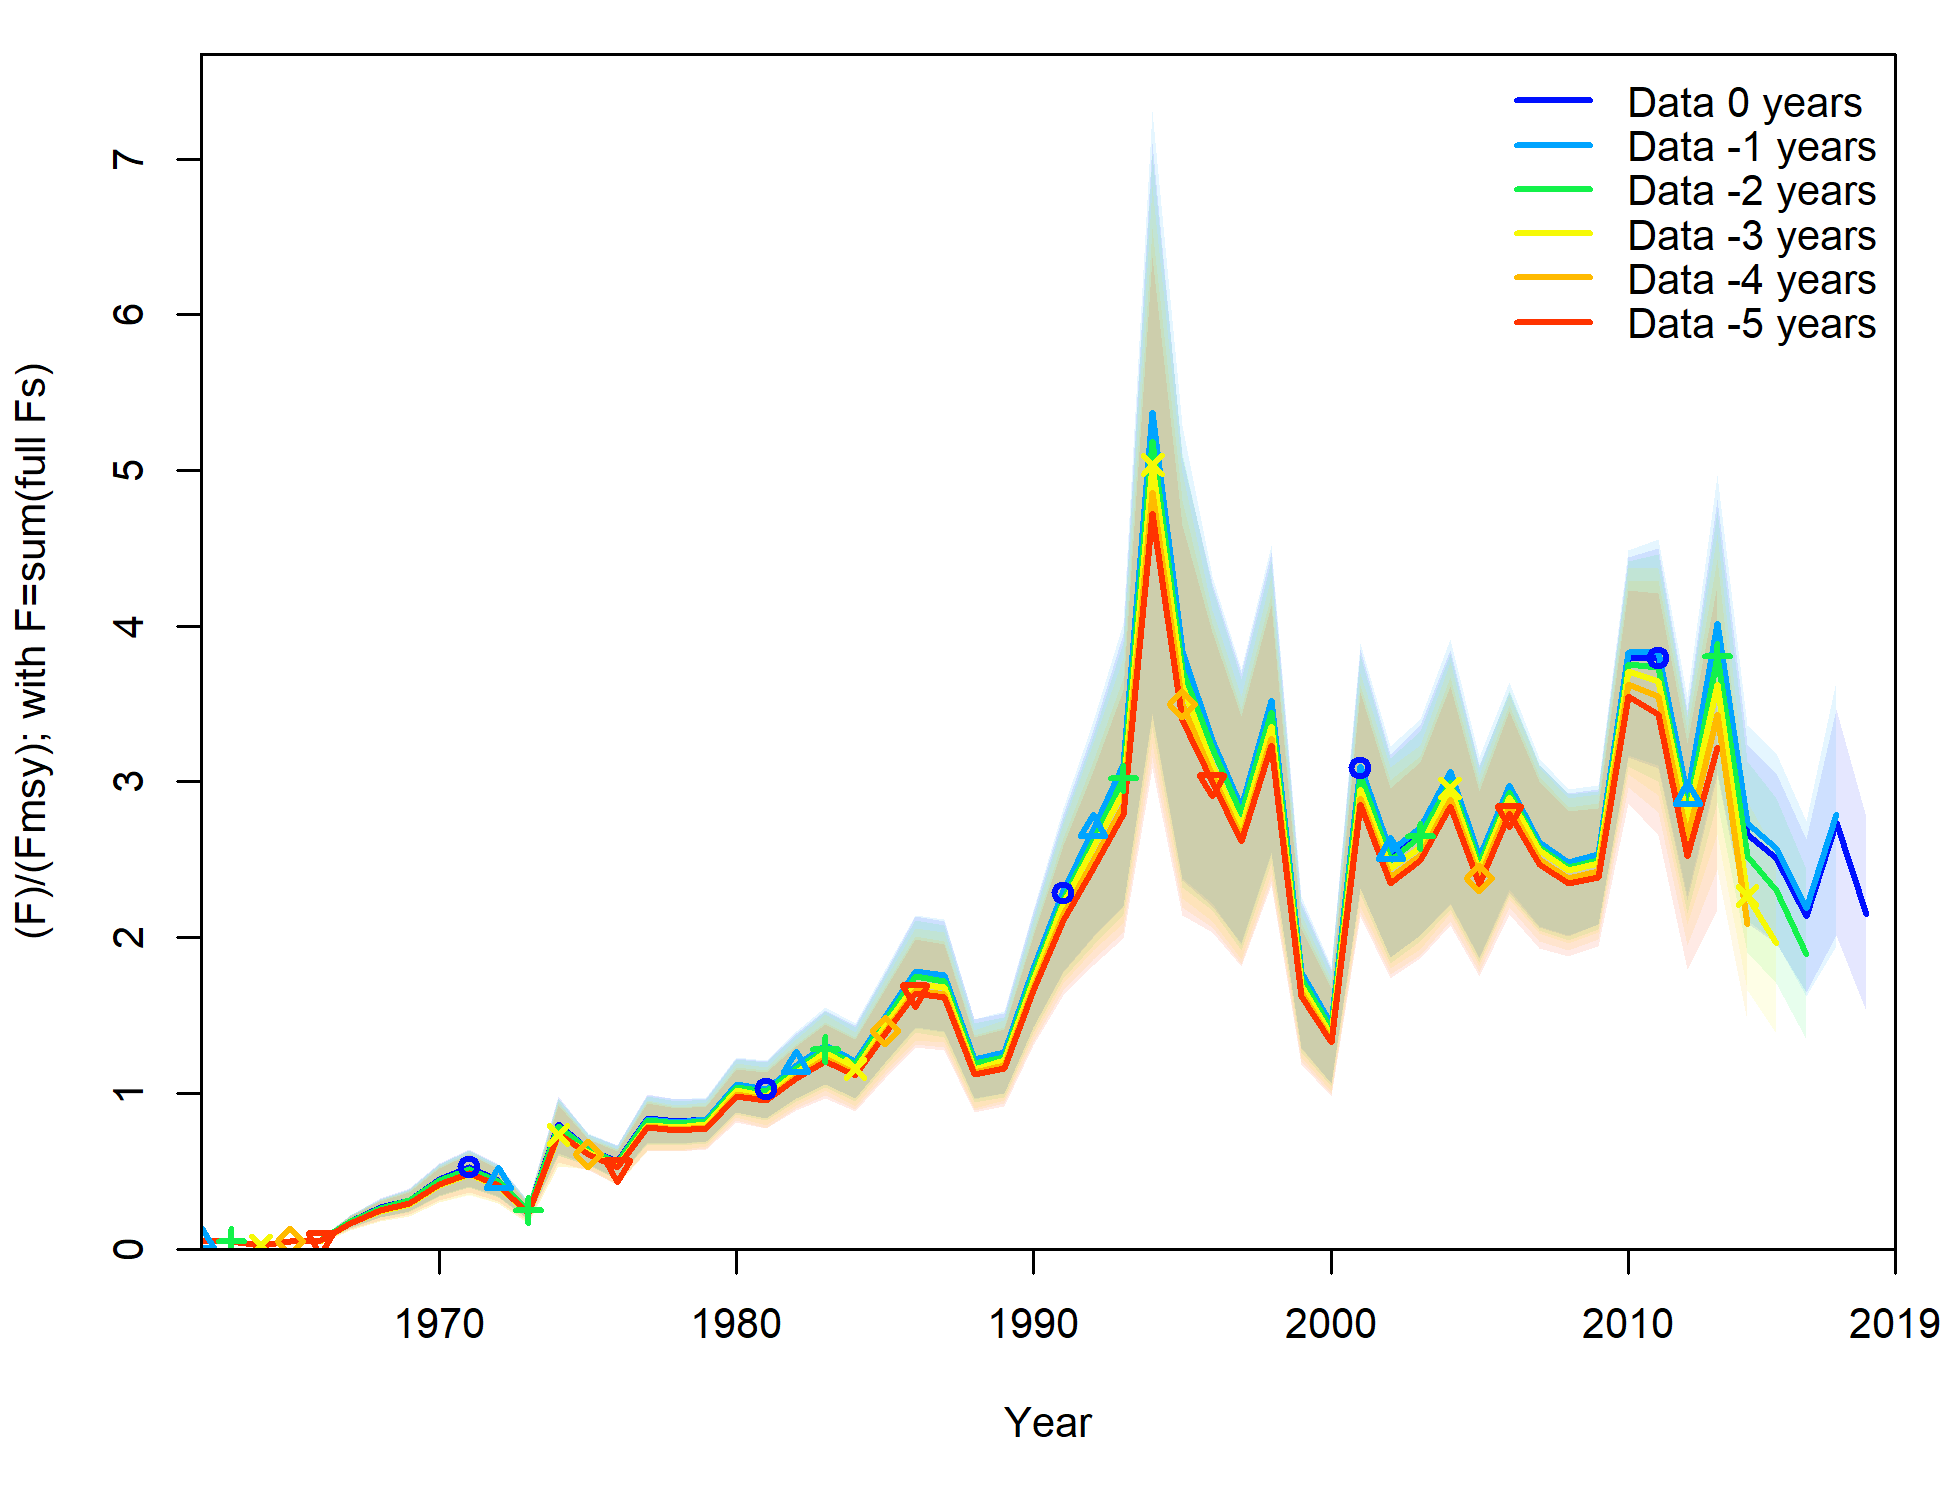 Data 0 years
Data -1 years
Data -2 years
Data -3 years
Data -4 years
Data -5 years
(F)/(Fmsy); with F=sum(full Fs)
7
6
5
4
3
2
1
0
1970 1980 1990 2000 2010 2019
Year